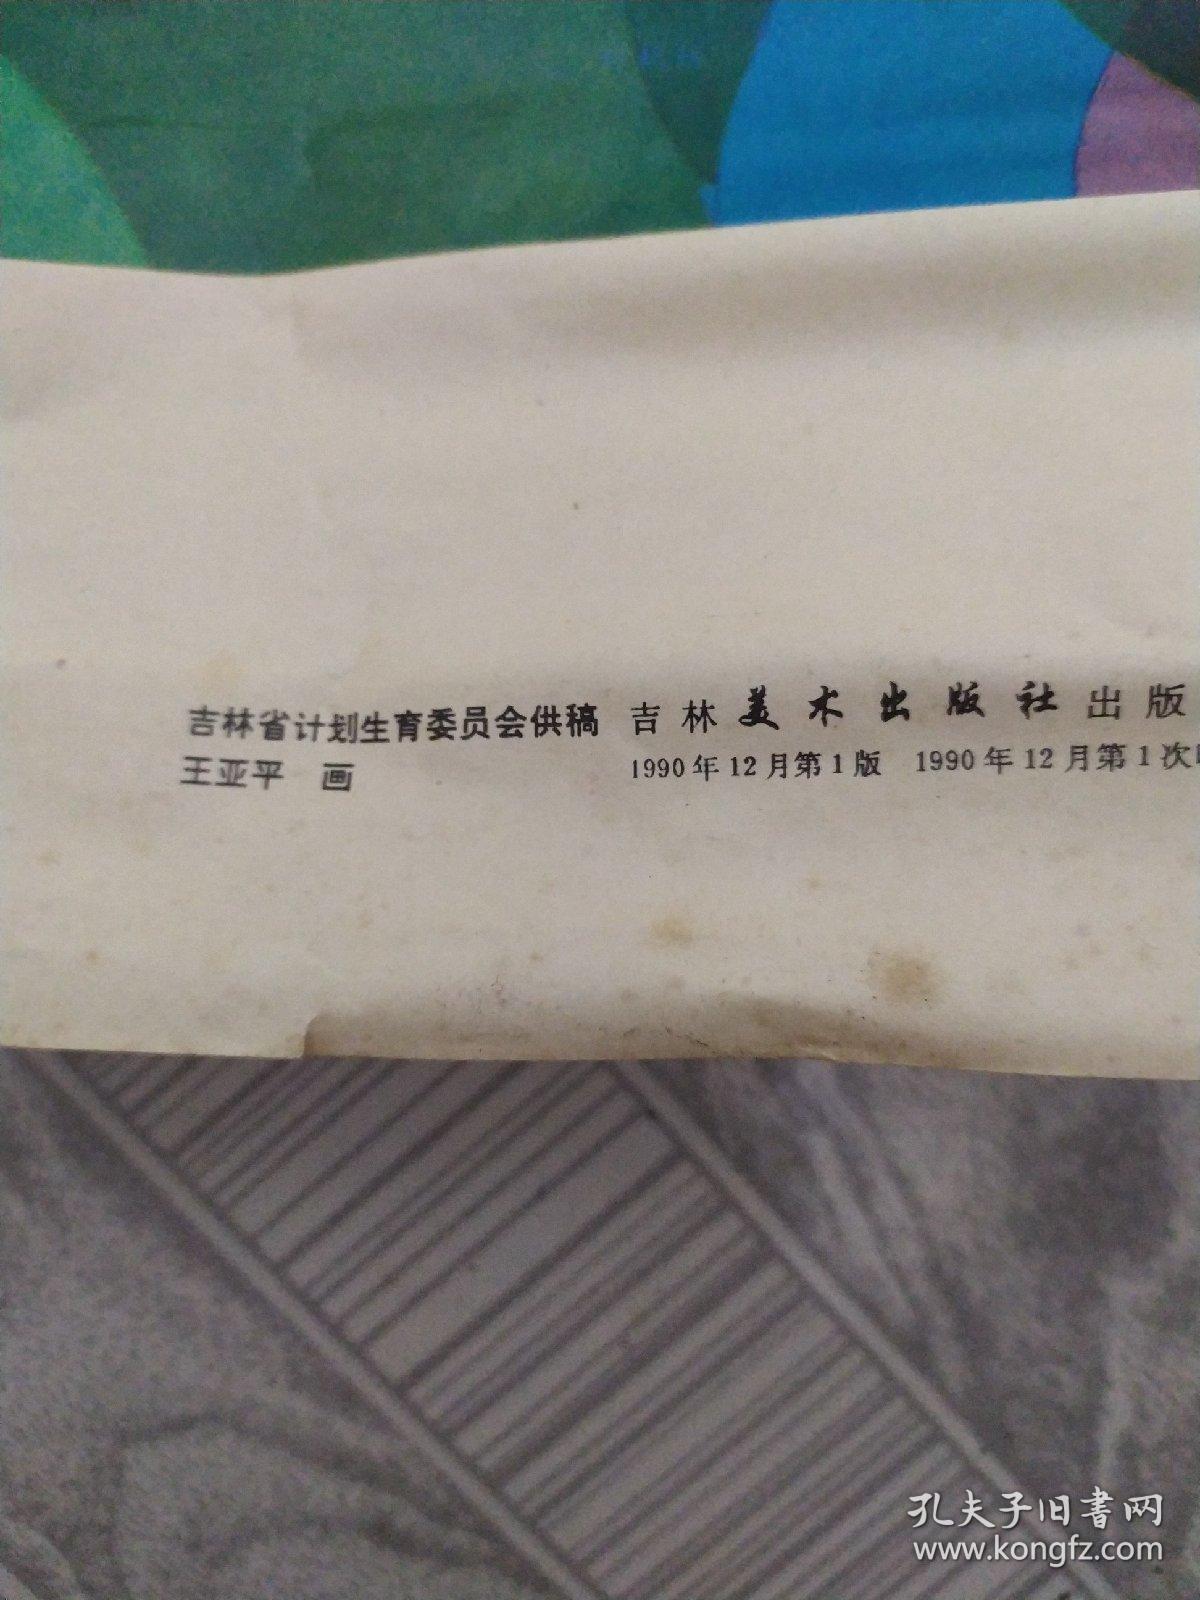 吉林省计划生育委员会供稿
王亚平 画
吉林美术出版社出版
1990年12月第1版 1990年12月第1次
孔夫子旧書网
www.kongfz.com